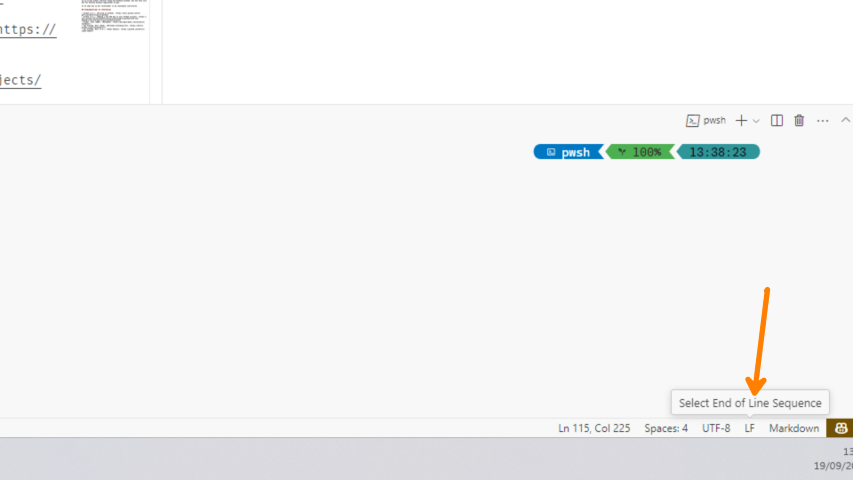 https://
jects/
pwsh
pwsh 100% 13:38:23
Select End of Line Sequence
Ln 115, Col 225 Spaces: 4 UTF-8 LF Markdown
13
19/09/20